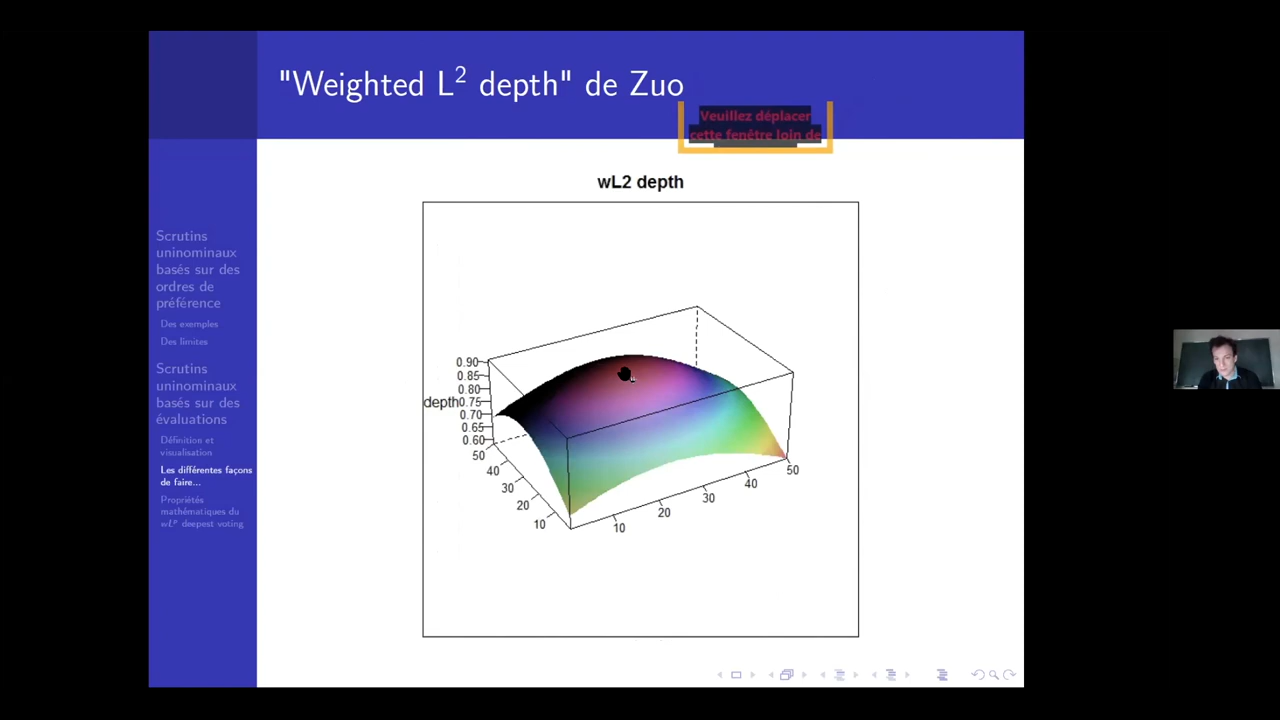 "Weighted L² depth" de Zuo
Veuillez déplacer
cette fenêtre loin de
Scrutins
uninominaux
basés sur des
ordres de
préférence
Des exemples
Des limites
Scrutins
uninominaux
basés sur des
évaluations
Définition et
visualisation
Les différentes façons
de faire...
Propriétés
mathématiques du
wLᵖ deepest voting
wL2 depth
depth
0.90
0.85
0.80
0.75
0.70
0.65
0.60
50
40
30
20
10
10
20
30
40
50